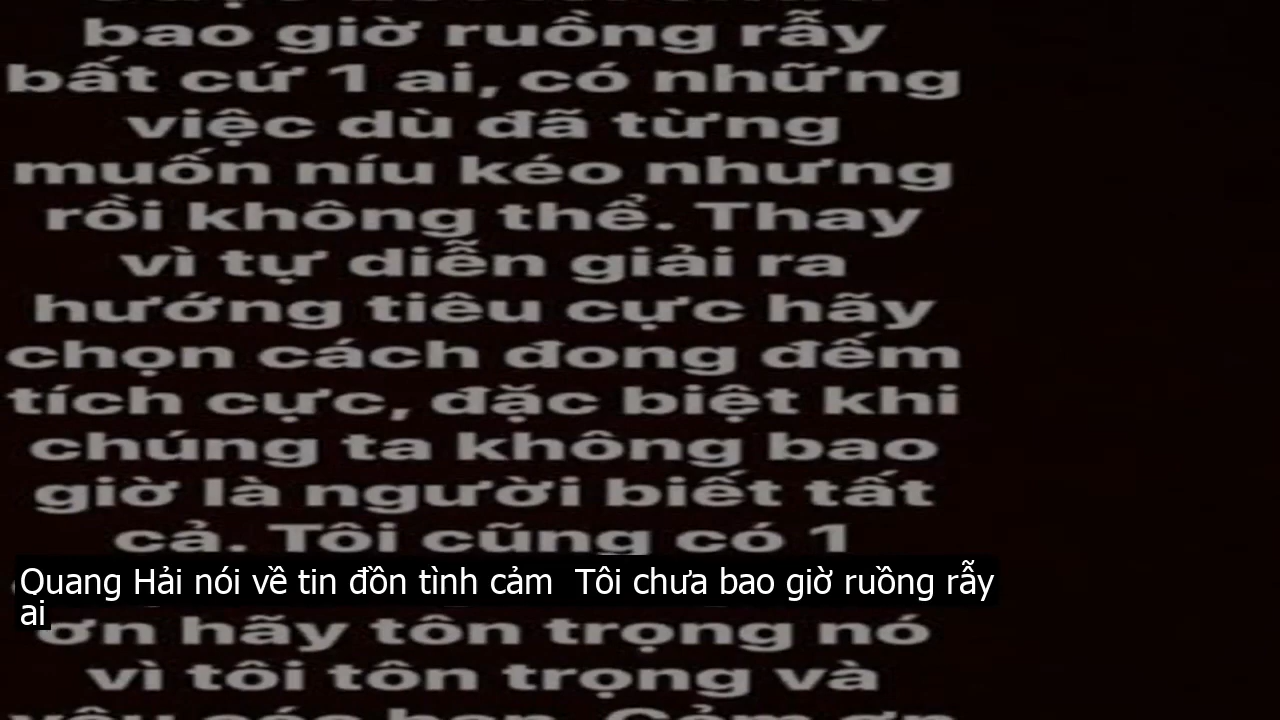 bao giờ ruồng rẫy
bất cứ 1 ai, có những
việc dù đã từng
muốn níu kéo nhưng
rồi không thể. Thay
vì tự diễn giải ra
hướng tiêu cực hãy
chọn cách đong đếm
tích cực, đặc biệt khi
chúng ta không bao
giờ là người biết tất
cả. Tôi cũng có 1
Quang Hải nói về tin đồn tình cảm  Tôi chưa bao giờ ruồng rẫy
ai
ơn hãy tôn trọng nó
vì tôi tôn trọng và